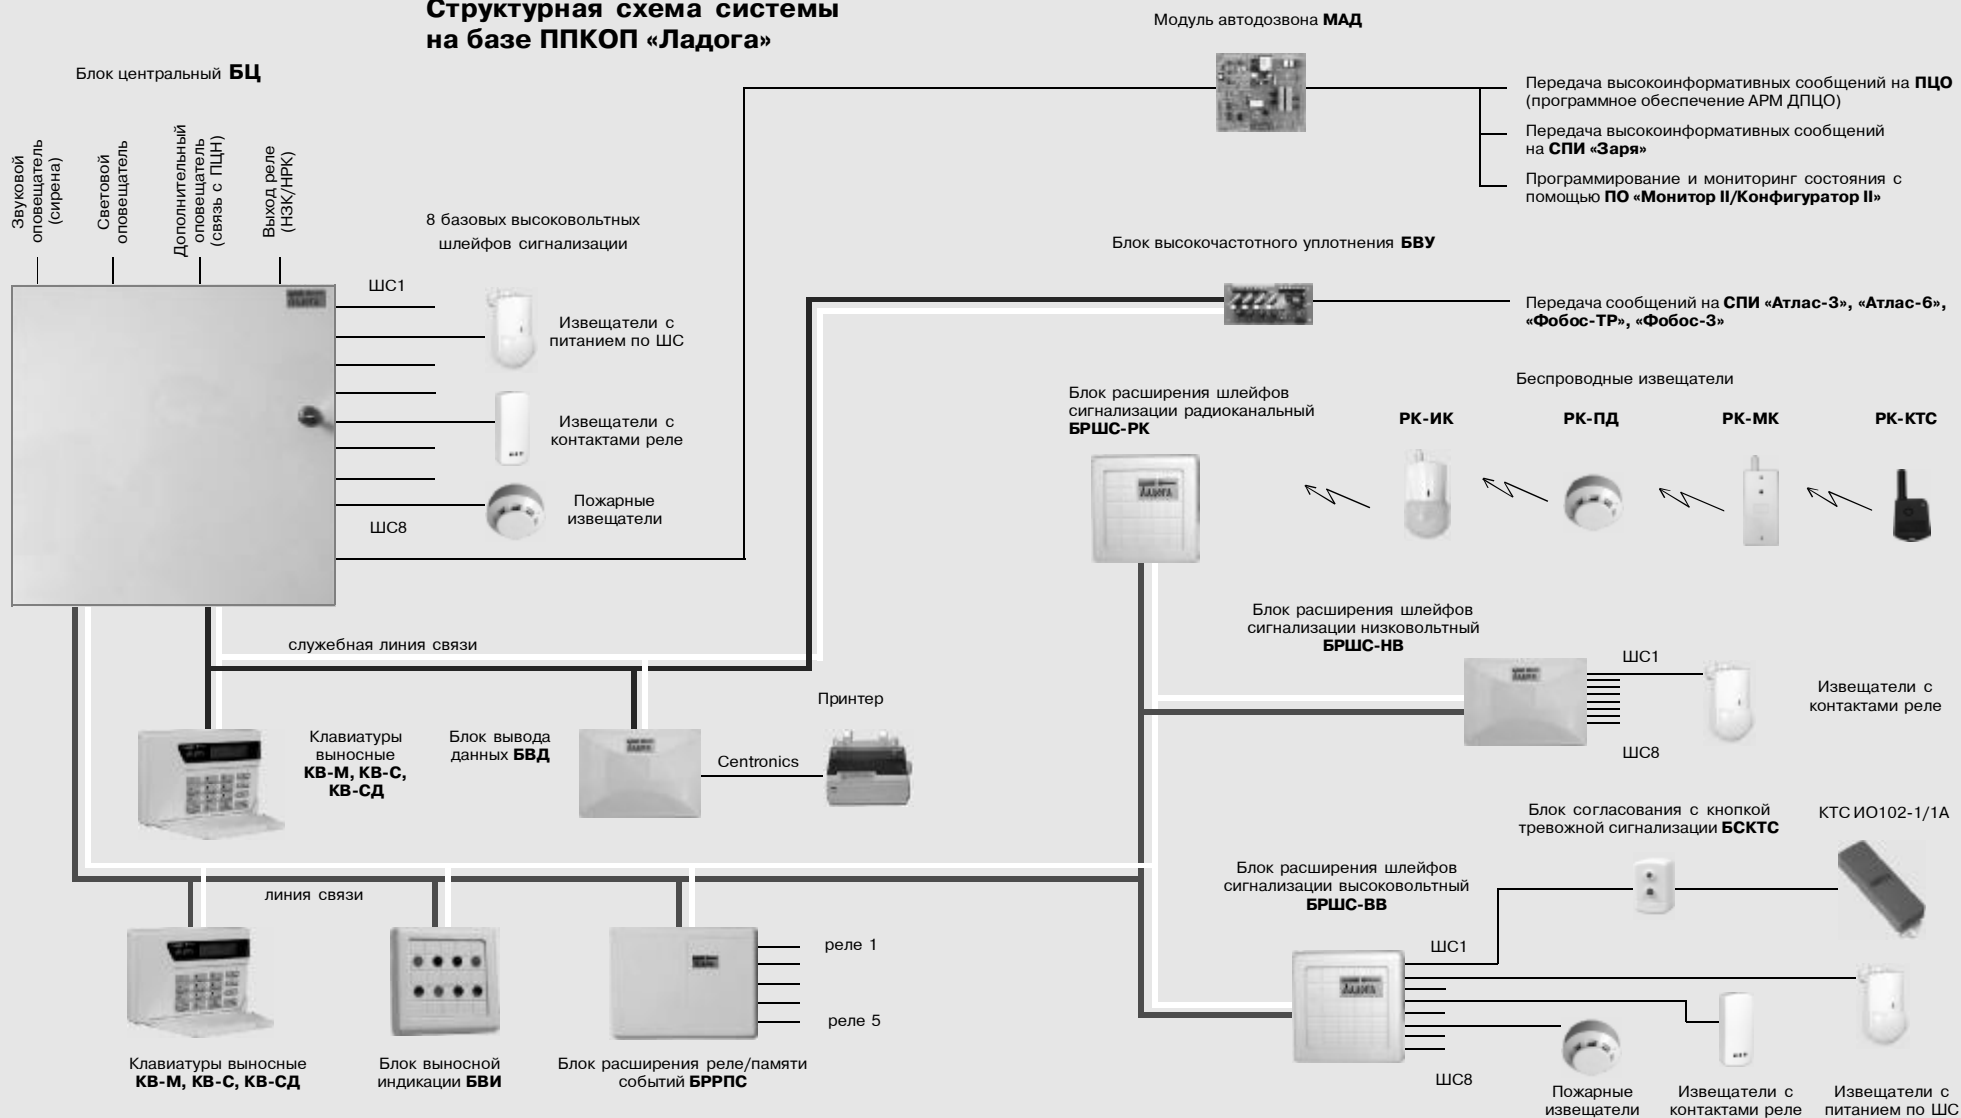 Структурная схема системы
на базе ППКОП «Ладога»
Модуль автодозвона МАД
Блок центральный БЦ
Передача высокоинформативных сообщений на ПЦО
(программное обеспечение АРМ ДПЦО)
Передача высокоинформативных сообщений
на СПИ «Заря»
Программирование и мониторинг состояния с
помощью ПО «Монитор II/Конфигуратор II»
Звуковой
оповещатель
(сирена)
Световой
оповещатель
Дополнительный
оповещатель
(связь с ПЦН)
Выход реле
(НЗК/НРК)
8 базовых высоковольтных
шлейфов сигнализации
ШС1
Извещатели с
питанием по ШС
Извещатели с
контактами реле
Пожарные
извещатели
ШС8
Блок высокочастотного уплотнения БВУ
Передача сообщений на СПИ «Атлас-3», «Атлас-6»,
«Фобос-ТР», «Фобос-3»
Блок расширения шлейфов
сигнализации радиоканальный
БРШС-РК
Беспроводные извещатели
РК-ИК
РК-ПД
РК-МК
РК-КТС
Ладога
служебная линия связи
Блок расширения шлейфов
сигнализации низковольтный
БРШС-НВ
ШС1
ШС8
Извещатели с
контактами реле
Клавиатуры
выносные
КВ-М, КВ-С,
КВ-СД
Блок вывода
данных БВД
Centronics
Принтер
Блок согласования с кнопкой
тревожной сигнализации БСКТС
КТС ИО102-1/1А
линия связи
Блок расширения шлейфов
сигнализации высоковольтный
БРШС-ВВ
ШС1
Ладога
ШС8
реле 1
реле 5
Клавиатуры выносные
КВ-М, КВ-С, КВ-СД
Блок выносной
индикации БВИ
Блок расширения реле/памяти
событий БРРПС
Пожарные
извещатели
Извещатели с
контактами реле
Извещатели с
питанием по ШС